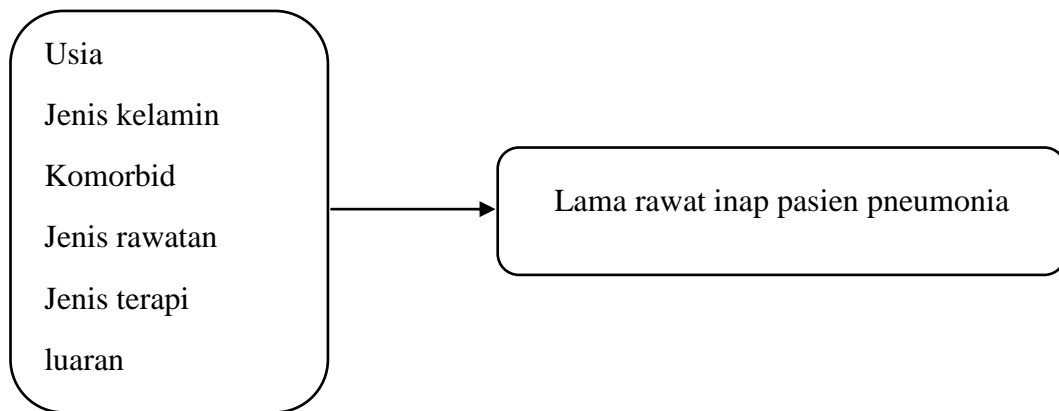 Usia
Jenis kelamin
Komorbid
Jenis rawatan
Jenis terapi
luaran
Lama rawat inap pasien pneumonia